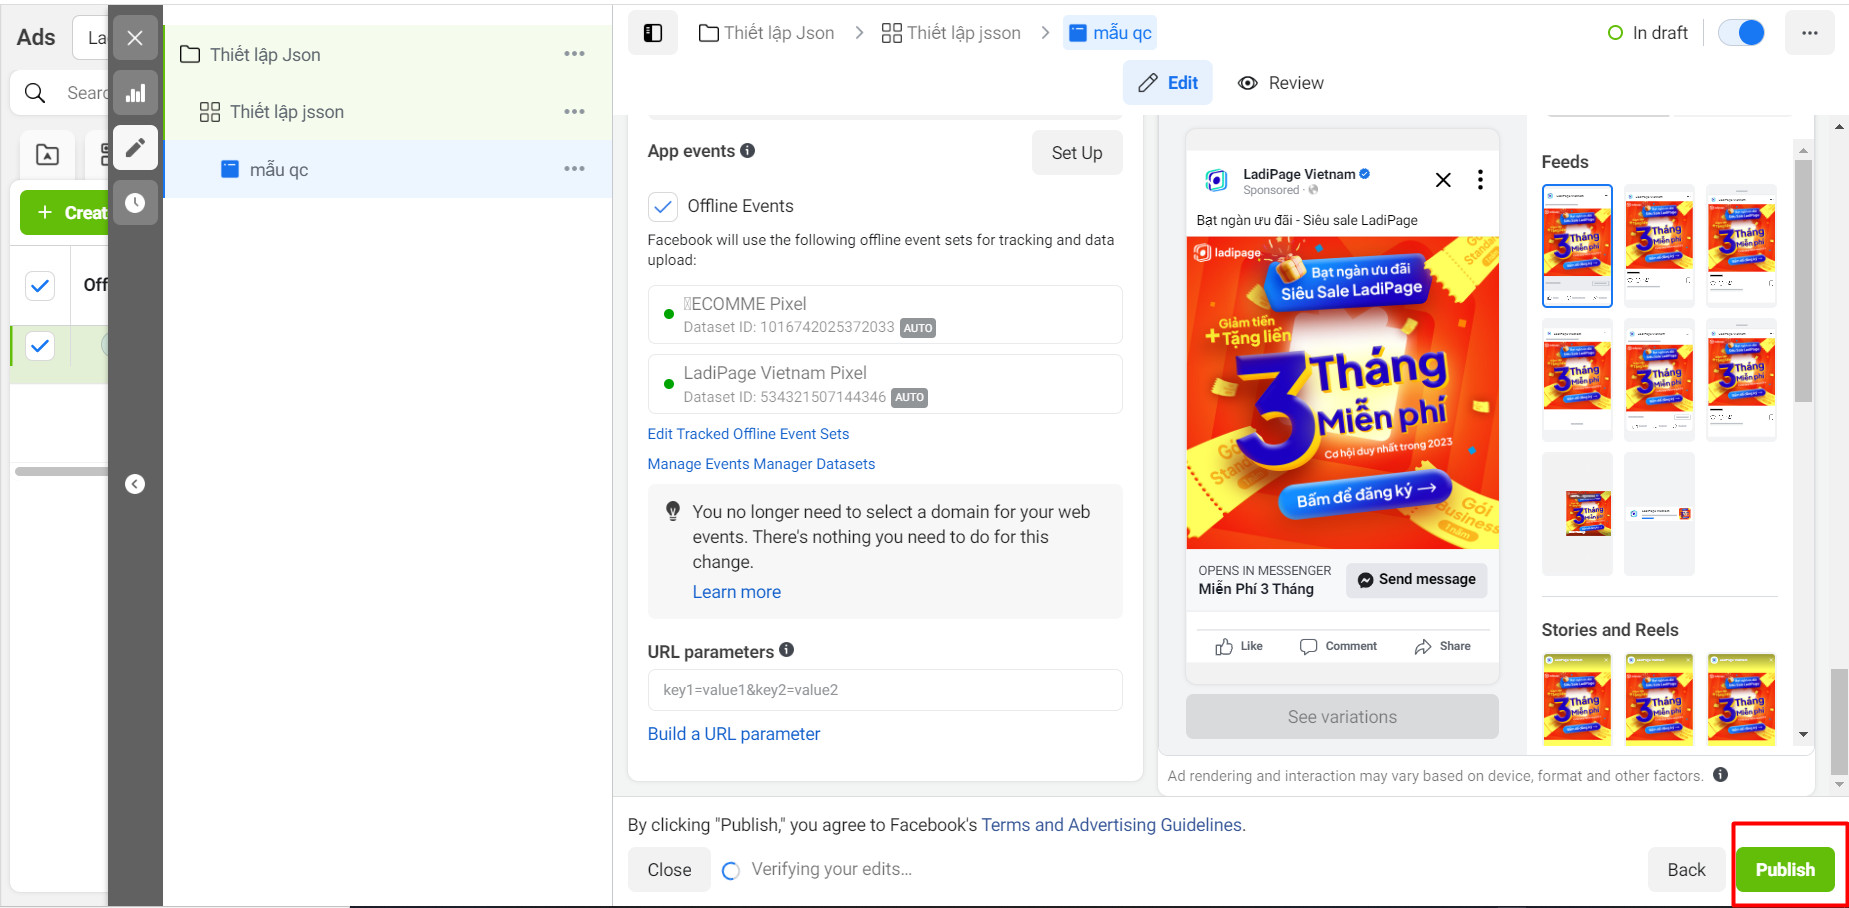 Ads
La
Searc
Creat
Off
Thiết lập Json
Thiết lập jsson
mẫu qc
Thiết lập Json
Thiết lập jsson
mẫu qc
In draft
Edit
Review
App events
Set Up
Offline Events
Facebook will use the following offline event sets for tracking and data
upload:
ECOMME Pixel
Dataset ID: 1016742025372033 AUTO
LadiPage Vietnam Pixel
Dataset ID: 534321507144346 AUTO
Edit Tracked Offline Event Sets
Manage Events Manager Datasets
You no longer need to select a domain for your web
events. There's nothing you need to do for this
change.
Learn more
URL parameters
key1=value1&key2=value2
Build a URL parameter
LadiPage Vietnam
Sponsored ·
Bạt ngàn ưu đãi - Siêu sale LadiPage
ladipage
Bạt ngàn ưu đãi
Siêu Sale LadiPage
Giảm tiền
+Tặng liền
3 Tháng
Miễn phí
Cơ hội duy nhất trong 2023
Bấm để đăng ký
Gói
Business
OPENS IN MESSENGER
Miễn Phí 3 Tháng
Send message
Like
Comment
Share
See variations
Feeds
Stories and Reels
Ad rendering and interaction may vary based on device, format and other factors.
By clicking "Publish," you agree to Facebook's Terms and Advertising Guidelines.
Close
Verifying your edits...
Back
Publish